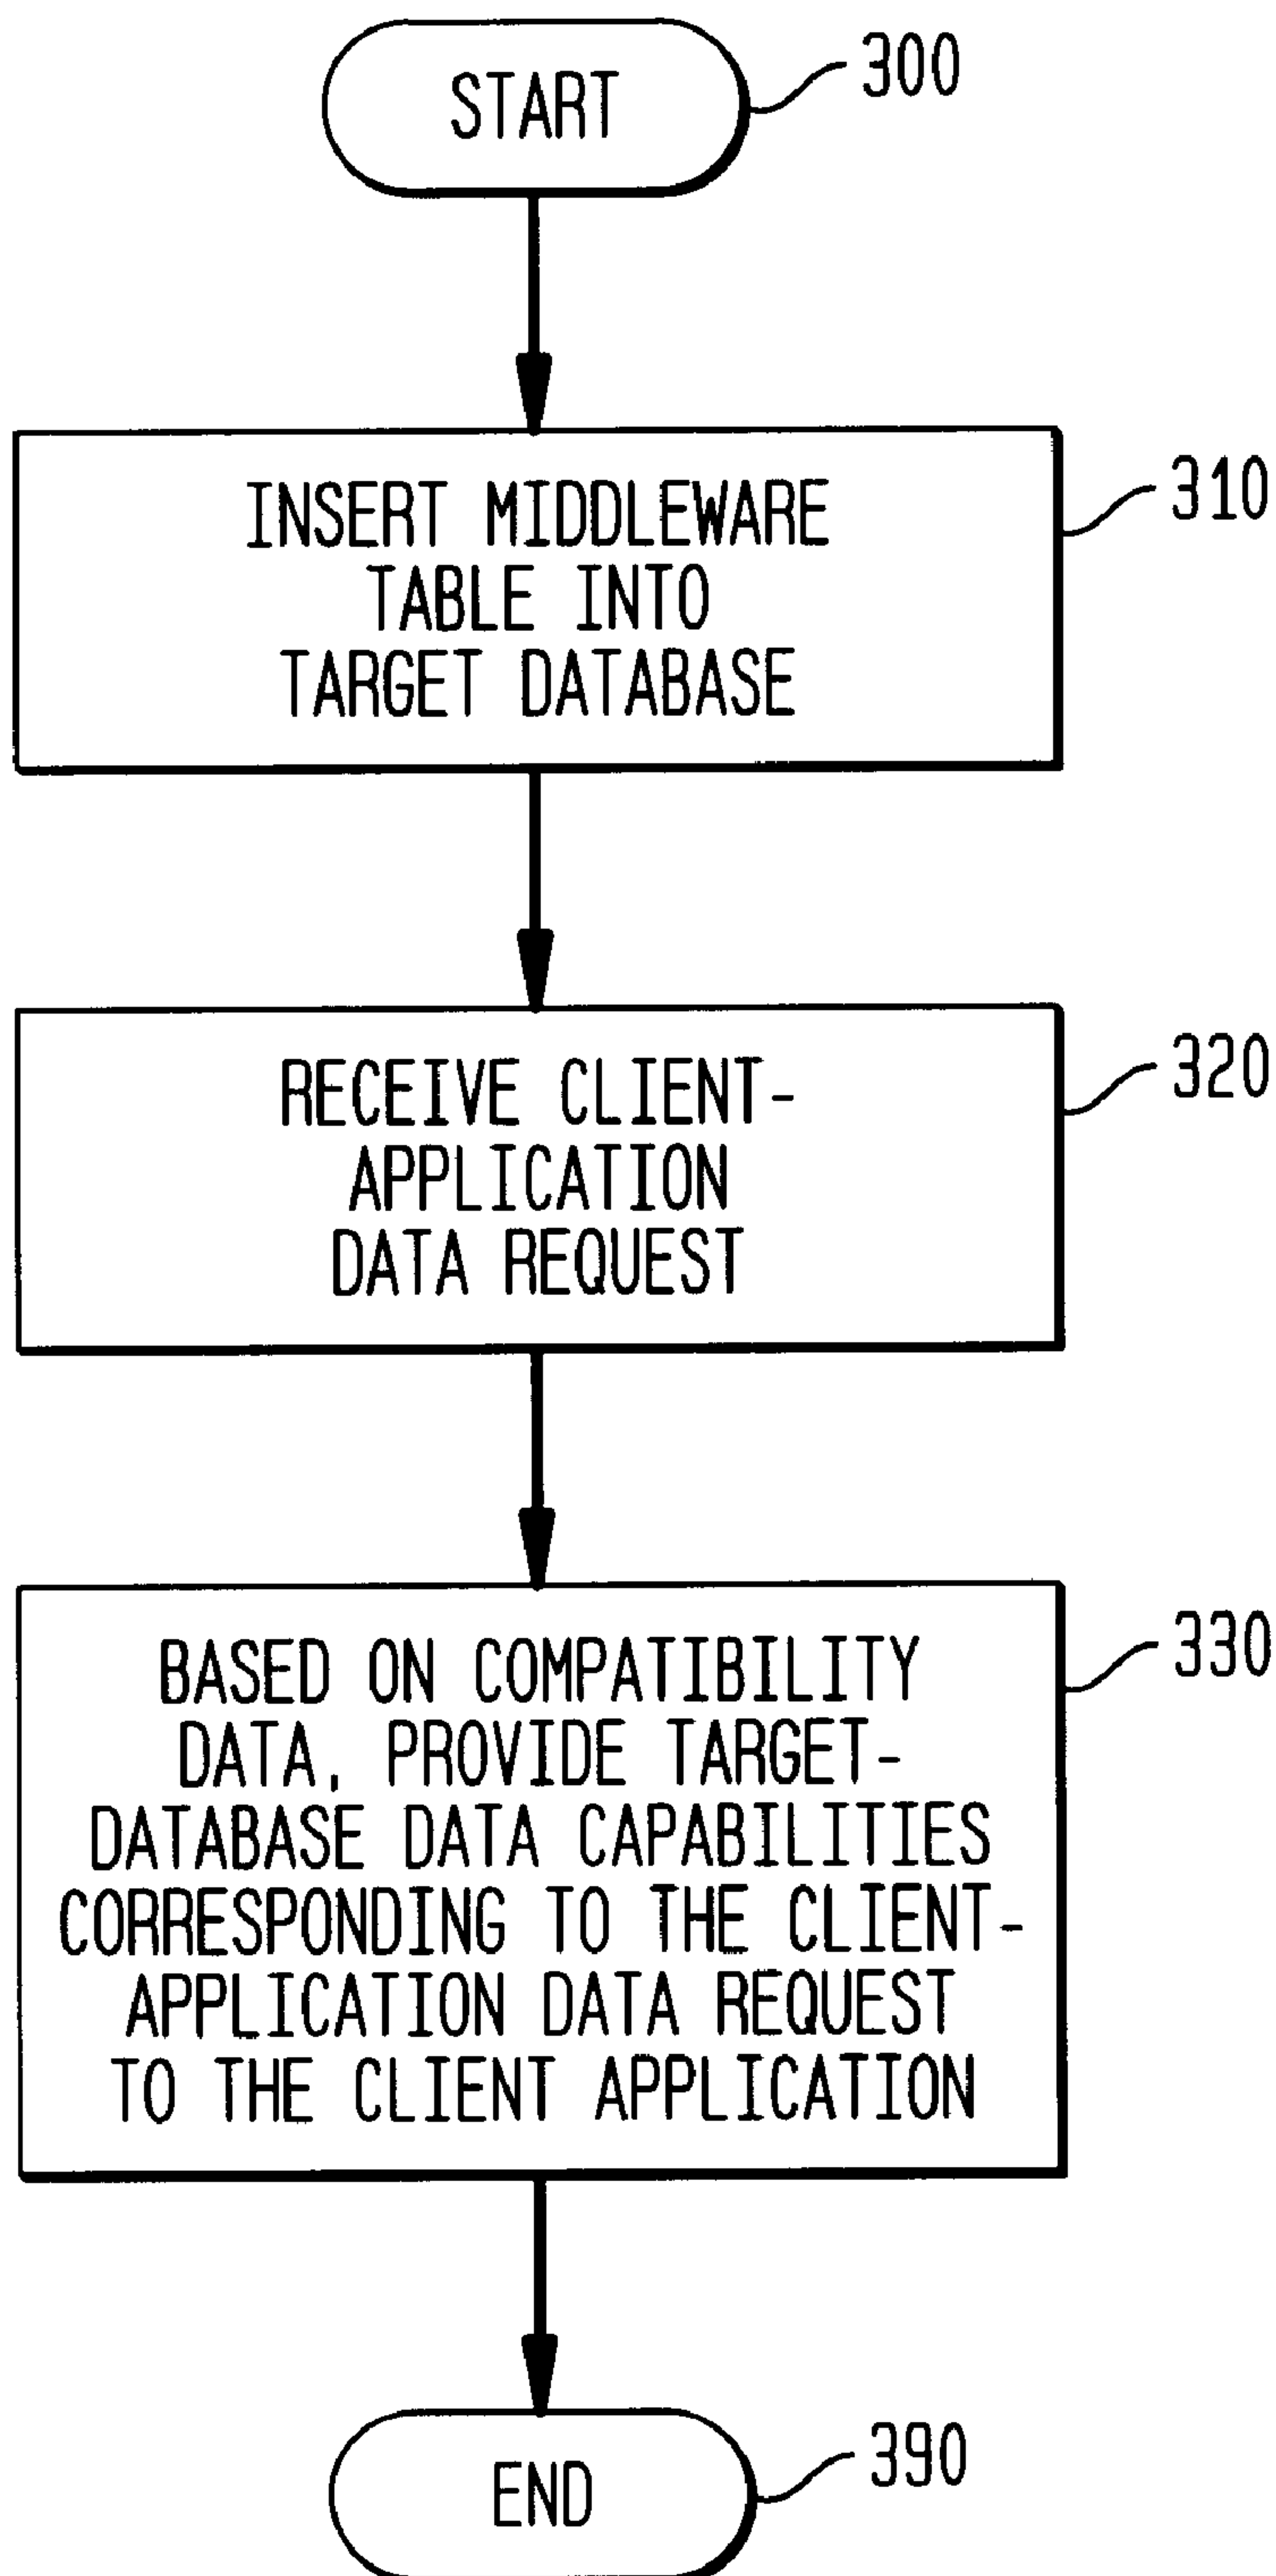 START
300
INSERT MIDDLEWARE
TABLE INTO
TARGET DATABASE
310
RECEIVE CLIENT-
APPLICATION
DATA REQUEST
320
BASED ON COMPATIBILITY
DATA, PROVIDE TARGET-
DATABASE DATA CAPABILITIES
CORRESPONDING TO THE CLIENT-
APPLICATION DATA REQUEST
TO THE CLIENT APPLICATION
330
END
390